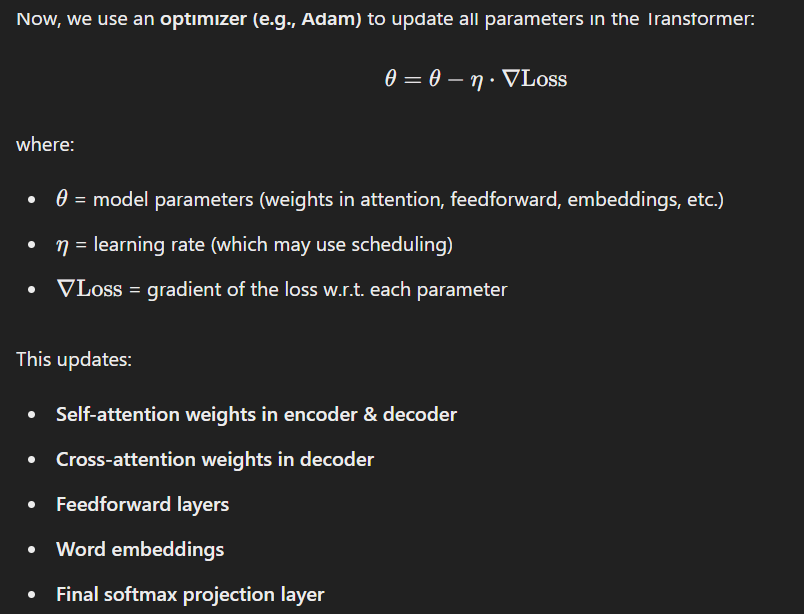 Now, we use an optimizer (e.g., Adam) to update all parameters in the Transformer:
θ = θ − η · ∇Loss
where:
• θ = model parameters (weights in attention, feedforward, embeddings, etc.)
• η = learning rate (which may use scheduling)
• ∇Loss = gradient of the loss w.r.t. each parameter
This updates:
• Self-attention weights in encoder & decoder
• Cross-attention weights in decoder
• Feedforward layers
• Word embeddings
• Final softmax projection layer